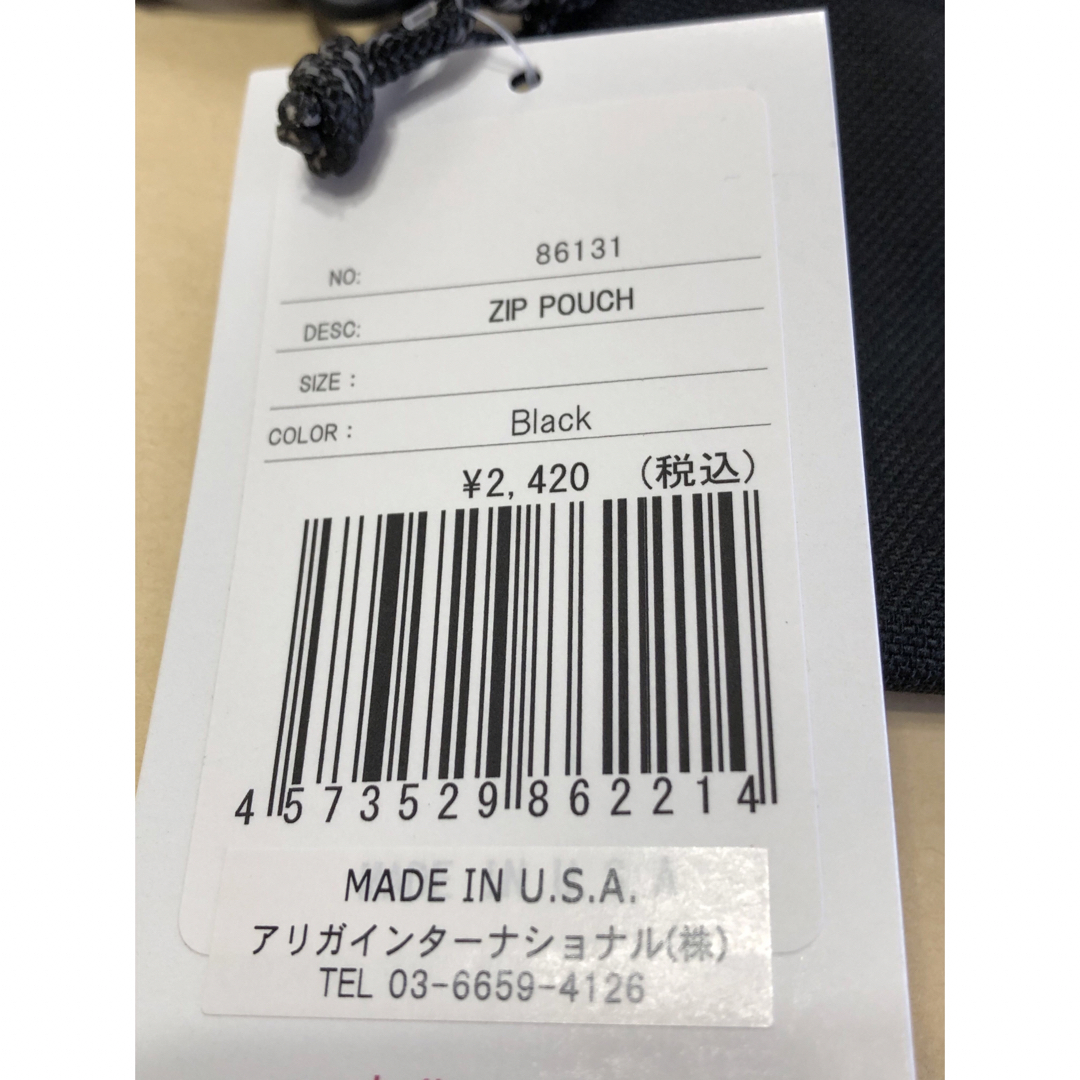 NO: 86131
DESC: ZIP POUCH
SIZE :
COLOR : Black
¥2,420 (税込)
4 573529 862214
MADE IN U.S.A.
アリガインターナショナル(株)
TEL 03-6659-4126